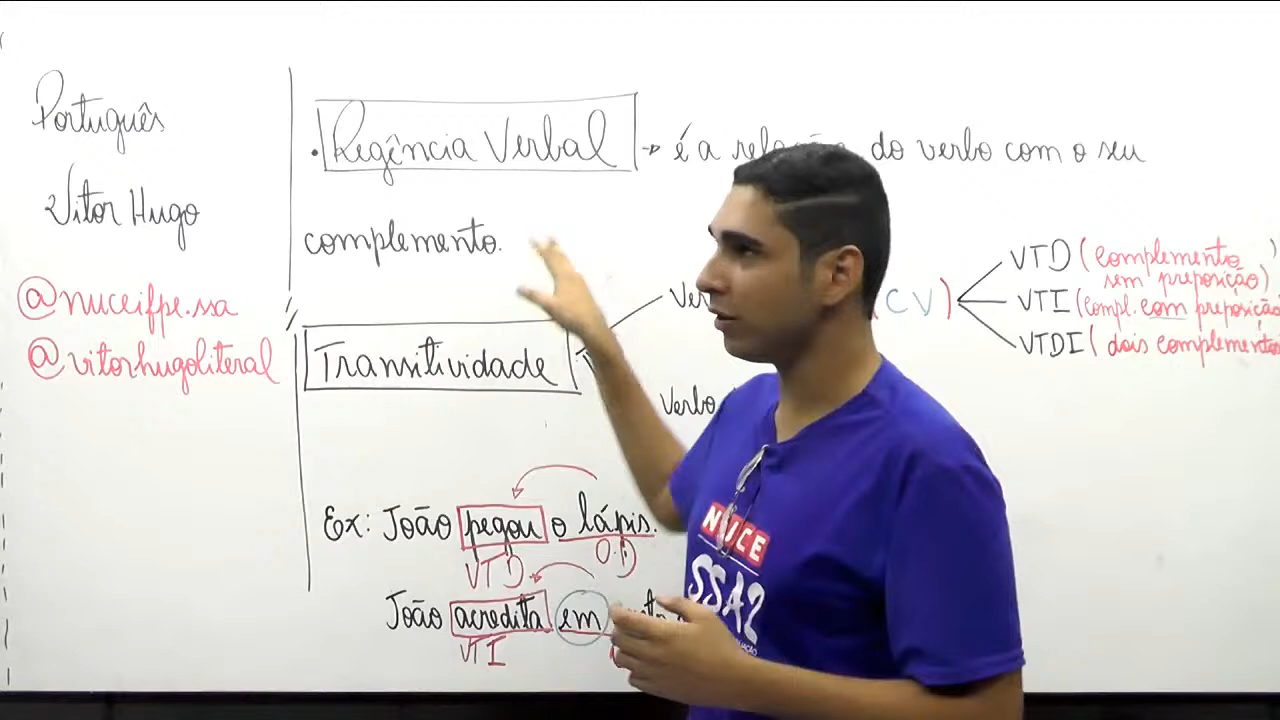 Português
Vitor Hugo
@nuceifpe.ssa
@vitorhugoliteral
. Regência Verbal → é a relação do verbo com o seu
complemento.
Transitividade
(CV)
VTD (complemento
sem preposição)
VTI (compl. com preposição
VTDI (dois complementos
Verbo
Ex: João pegou o lápis.
VTD O.D
João acredita em
VTI
NUCE
SSA2